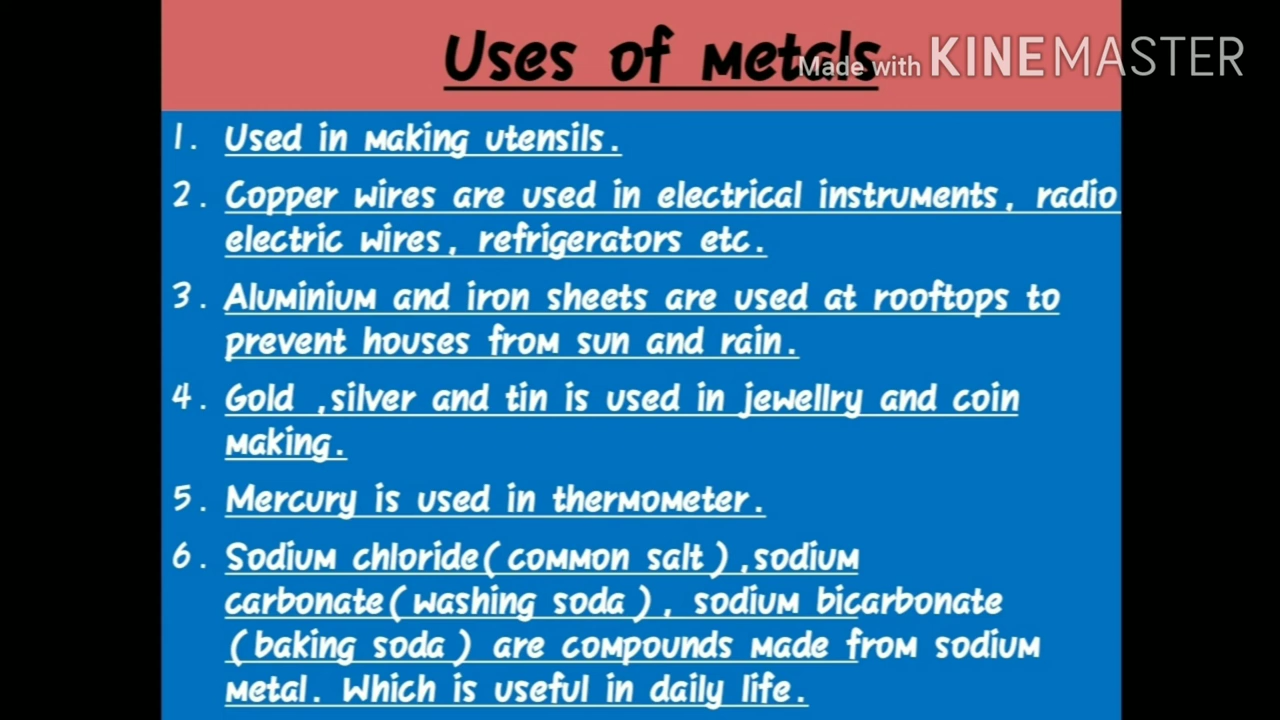 Uses of Metals
Made with KINEMASTER
1. Used in making utensils.
2. Copper wires are used in electrical instruments, radio
electric wires, refrigerators etc.
3. Aluminium and iron sheets are used at rooftops to
prevent houses from sun and rain.
4. Gold ,silver and tin is used in jewellry and coin
making.
5. Mercury is used in thermometer.
6. Sodium chloride(common salt),sodium
carbonate(washing soda), sodium bicarbonate
(baking soda) are compounds made from sodium
metal. Which is useful in daily life.